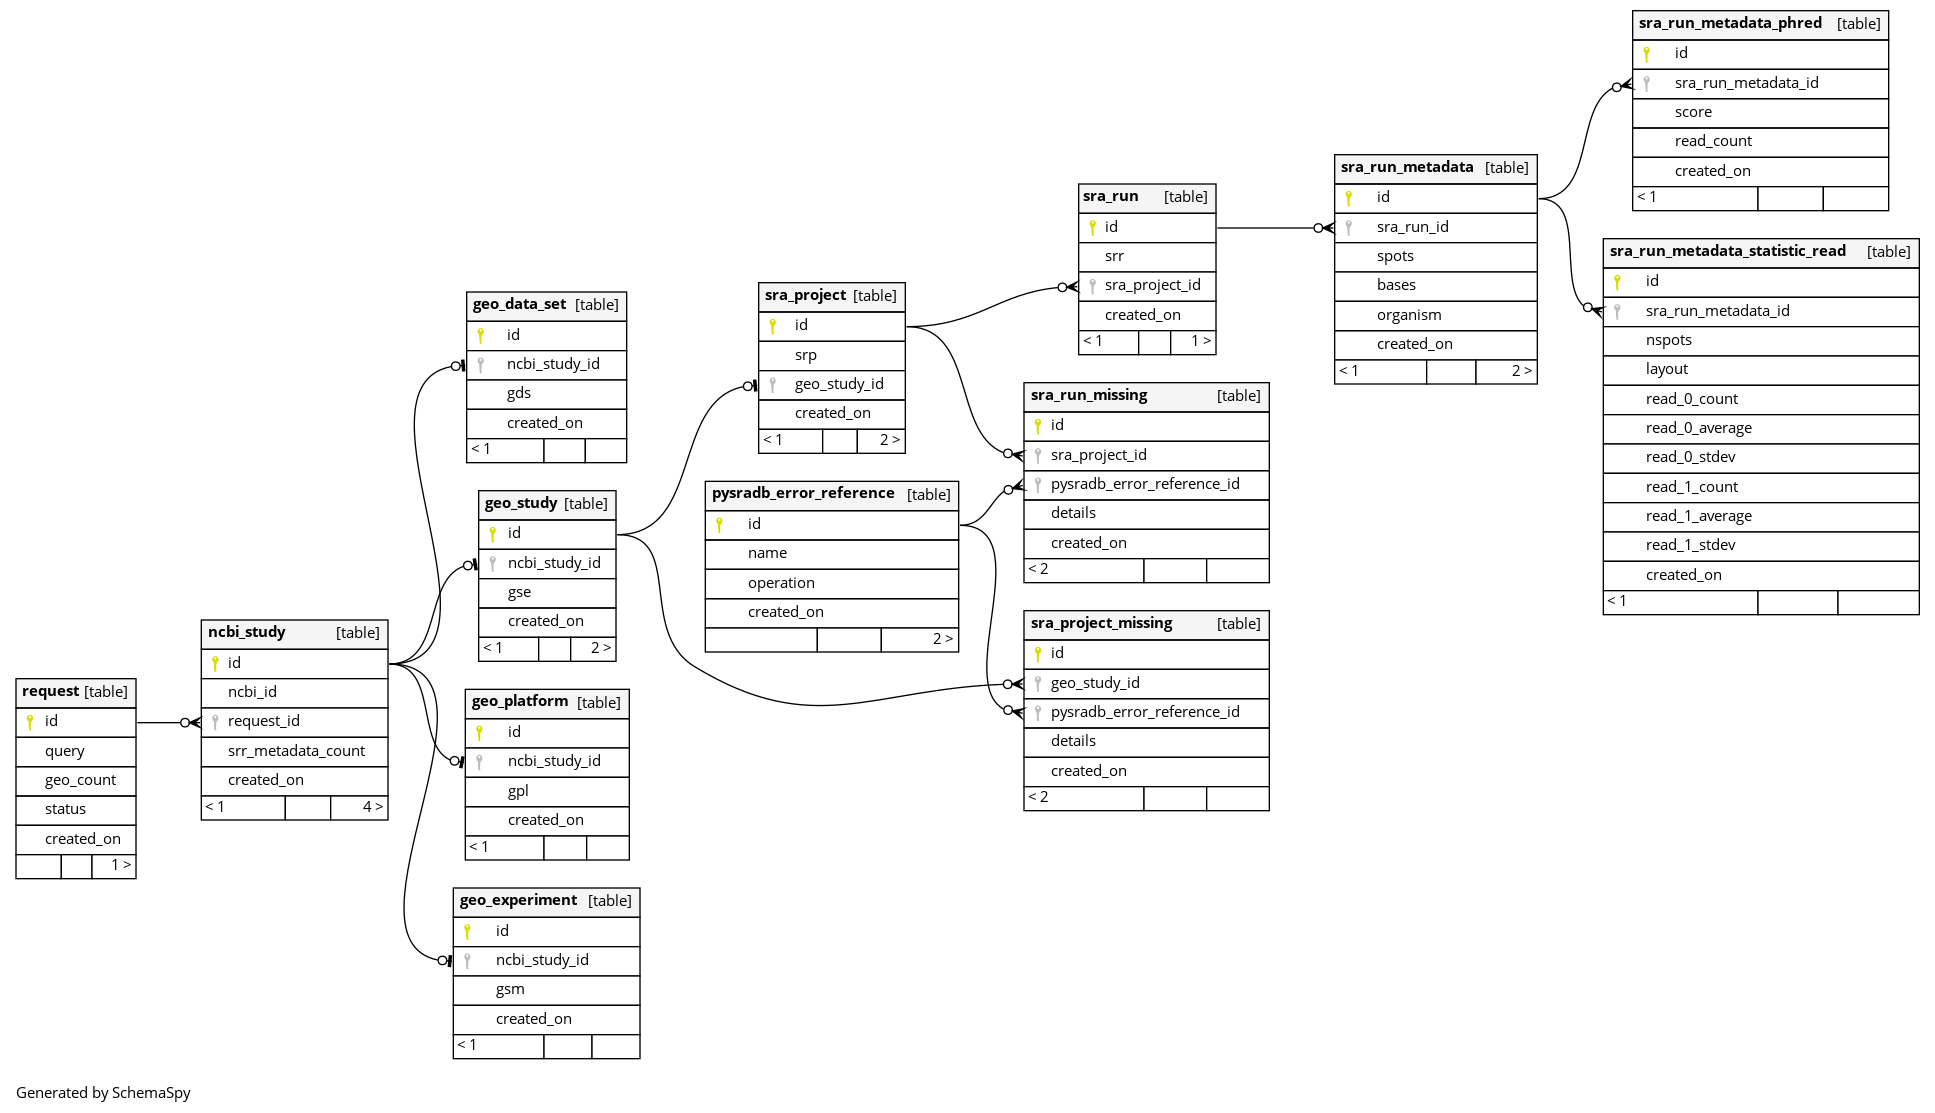 sra_run_metadata_phred [table]
id
sra_run_metadata_id
score
read_count
created_on
< 1
sra_run_metadata [table]
id
sra_run_id
spots
bases
organism
created_on
< 1 2 >
sra_run [table]
id
srr
sra_project_id
created_on
< 1 1 >
sra_run_metadata_statistic_read [table]
id
sra_run_metadata_id
nspots
layout
read_0_count
read_0_average
read_0_stdev
read_1_count
read_1_average
read_1_stdev
created_on
< 1
sra_project [table]
id
srp
geo_study_id
created_on
< 1 2 >
geo_data_set [table]
id
ncbi_study_id
gds
created_on
< 1
sra_run_missing [table]
id
sra_project_id
pysradb_error_reference_id
details
created_on
< 2
pysradb_error_reference [table]
id
name
operation
created_on
2 >
geo_study [table]
id
ncbi_study_id
gse
created_on
< 1 2 >
sra_project_missing [table]
id
geo_study_id
pysradb_error_reference_id
details
created_on
< 2
ncbi_study [table]
id
ncbi_id
request_id
srr_metadata_count
created_on
< 1 4 >
request [table]
id
query
geo_count
status
created_on
1 >
geo_platform [table]
id
ncbi_study_id
gpl
created_on
< 1
geo_experiment [table]
id
ncbi_study_id
gsm
created_on
< 1
Generated by SchemaSpy